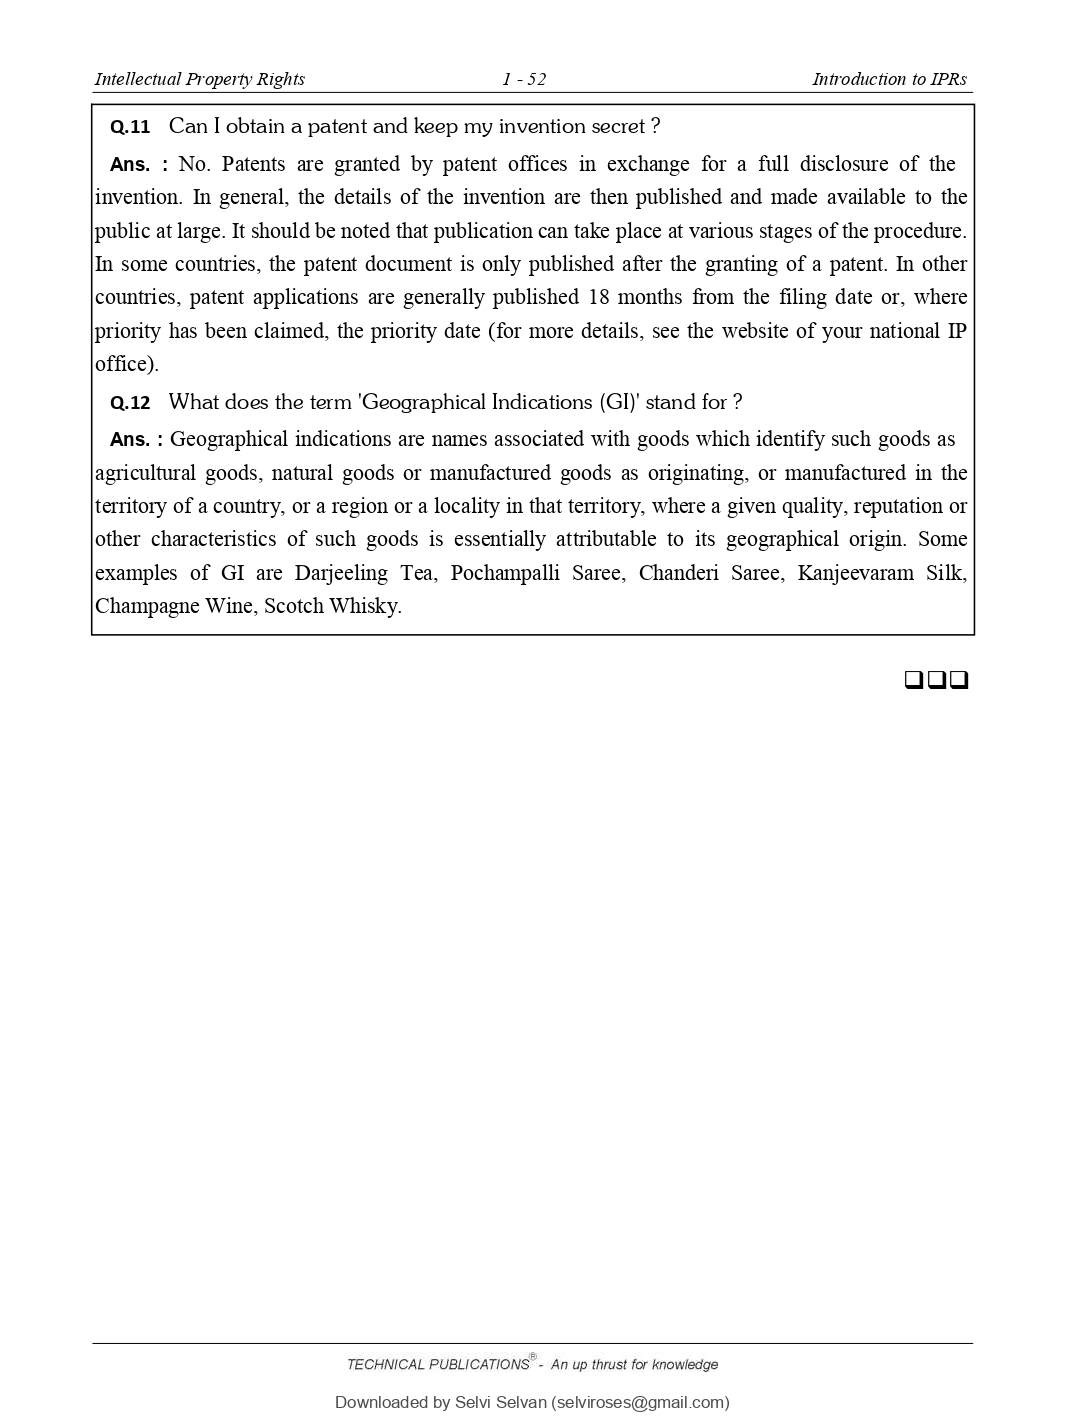 Intellectual Property Rights 1 - 52 Introduction to IPRs
Q.11 Can I obtain a patent and keep my invention secret ?
Ans. : No. Patents are granted by patent offices in exchange for a full disclosure of the
invention. In general, the details of the invention are then published and made available to the
public at large. It should be noted that publication can take place at various stages of the procedure.
In some countries, the patent document is only published after the granting of a patent. In other
countries, patent applications are generally published 18 months from the filing date or, where
priority has been claimed, the priority date (for more details, see the website of your national IP
office).
Q.12 What does the term 'Geographical Indications (GI)' stand for ?
Ans. : Geographical indications are names associated with goods which identify such goods as
agricultural goods, natural goods or manufactured goods as originating, or manufactured in the
territory of a country, or a region or a locality in that territory, where a given quality, reputation or
other characteristics of such goods is essentially attributable to its geographical origin. Some
examples of GI are Darjeeling Tea, Pochampalli Saree, Chanderi Saree, Kanjeevaram Silk,
Champagne Wine, Scotch Whisky.
❑❑❑
TECHNICAL PUBLICATIONS® - An up thrust for knowledge
Downloaded by Selvi Selvan (selviroses@gmail.com)